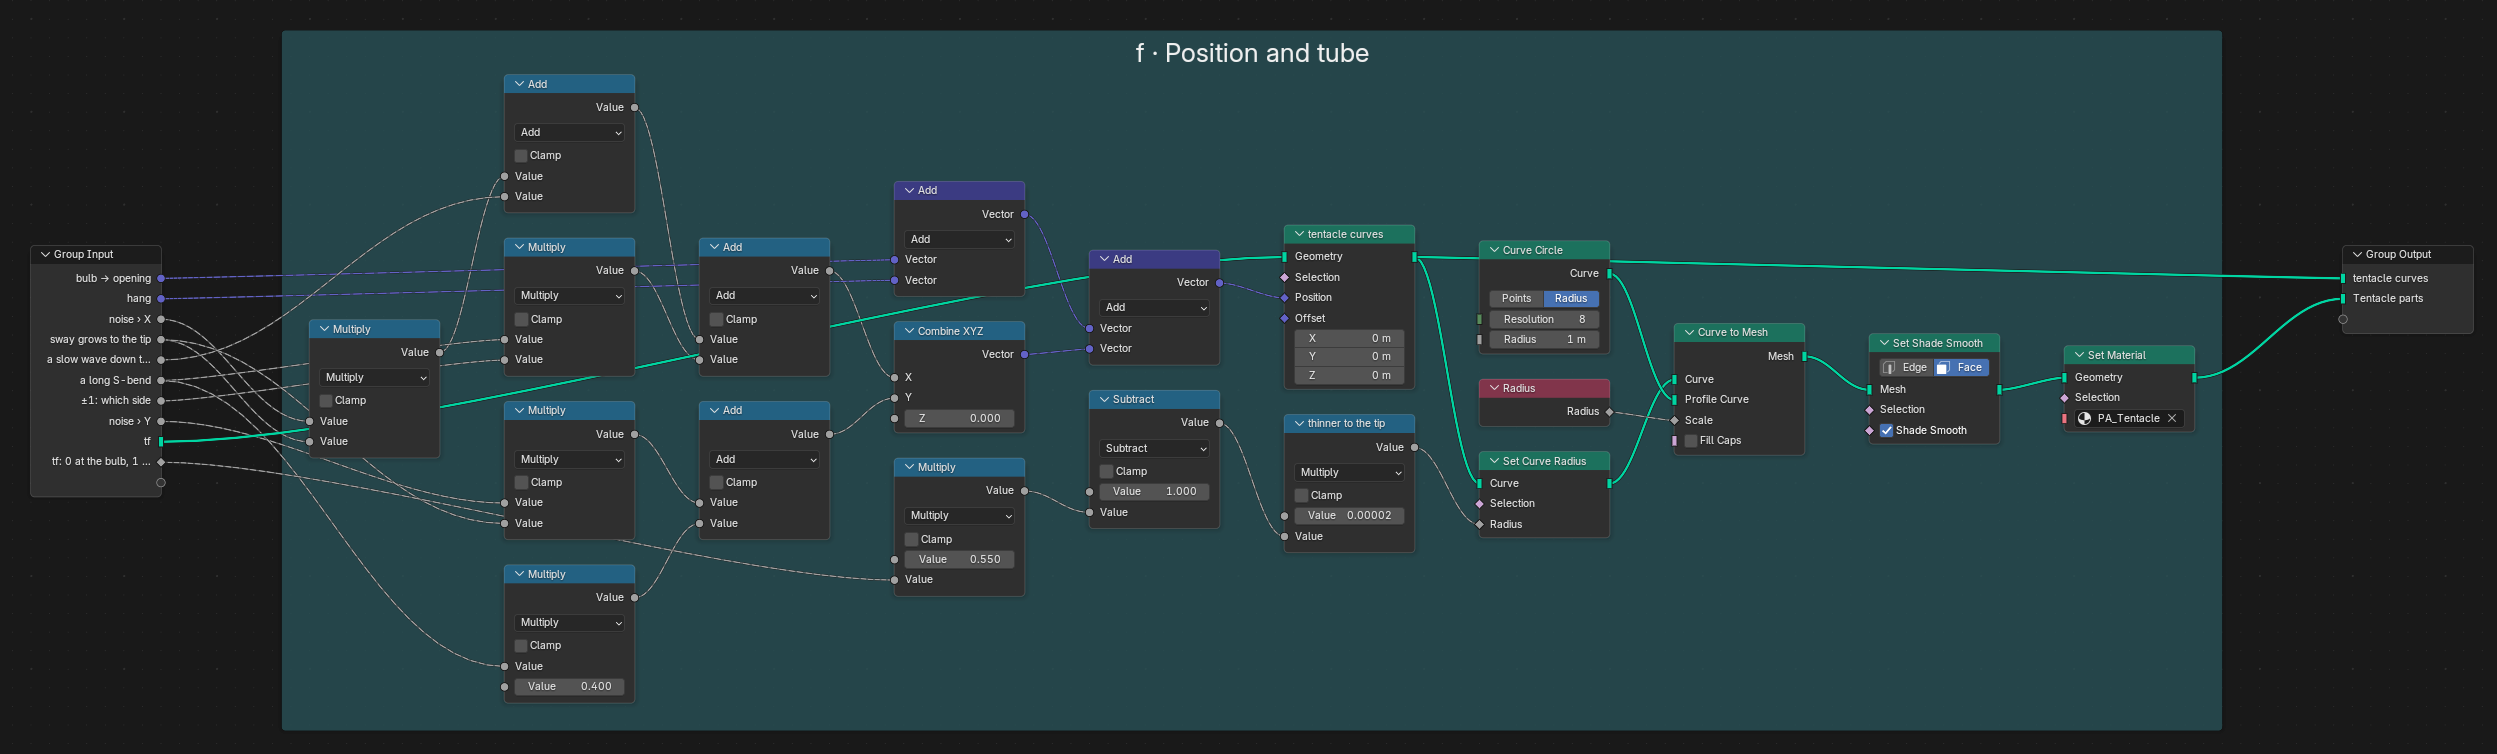 f · Position and tube
Group Input
bulb → opening
hang
noise › X
sway grows to the tip
a slow wave down t...
a long S-bend
±1: which side
noise › Y
tf
tf: 0 at the bulb, 1 ...
Multiply
Value
Multiply
Clamp
Value
Value
Add
Value
Add
Clamp
Value
Value
Multiply
Value
Multiply
Clamp
Value
Value
Multiply
Value
Multiply
Clamp
Value
Value
Multiply
Value
Multiply
Clamp
Value
Value 0.400
Add
Value
Add
Clamp
Value
Value
Add
Value
Add
Clamp
Value
Value
Add
Vector
Add
Vector
Vector
Combine XYZ
Vector
X
Y
Z 0.000
Multiply
Value
Multiply
Clamp
Value 0.550
Value
Add
Vector
Add
Vector
Vector
Subtract
Value
Subtract
Clamp
Value 1.000
Value
tentacle curves
Geometry
Selection
Position
Offset
X 0 m
Y 0 m
Z 0 m
thinner to the tip
Value
Multiply
Clamp
Value 0.00002
Value
Curve Circle
Curve
Points Radius
Resolution 8
Radius 1 m
Radius
Radius
Set Curve Radius
Curve
Selection
Radius
Curve to Mesh
Mesh
Curve
Profile Curve
Scale
Fill Caps
Set Shade Smooth
Edge Face
Mesh
Selection
Shade Smooth
Set Material
Geometry
Selection
PA_Tentacle
Group Output
tentacle curves
Tentacle parts